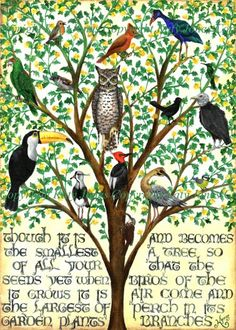 though it is
the smallest
of all your
seeds yet when
it grows it is
the largest of
garden plants
and becomes
a tree, so
that the
birds of the
air come and
perch in its
branches